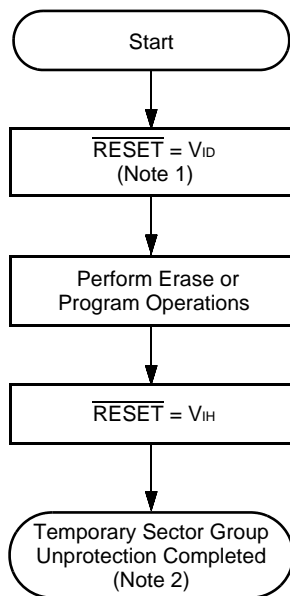 Start
RESET = VID
(Note 1)
Perform Erase or
Program Operations
RESET = VIH
Temporary Sector Group
Unprotection Completed
(Note 2)